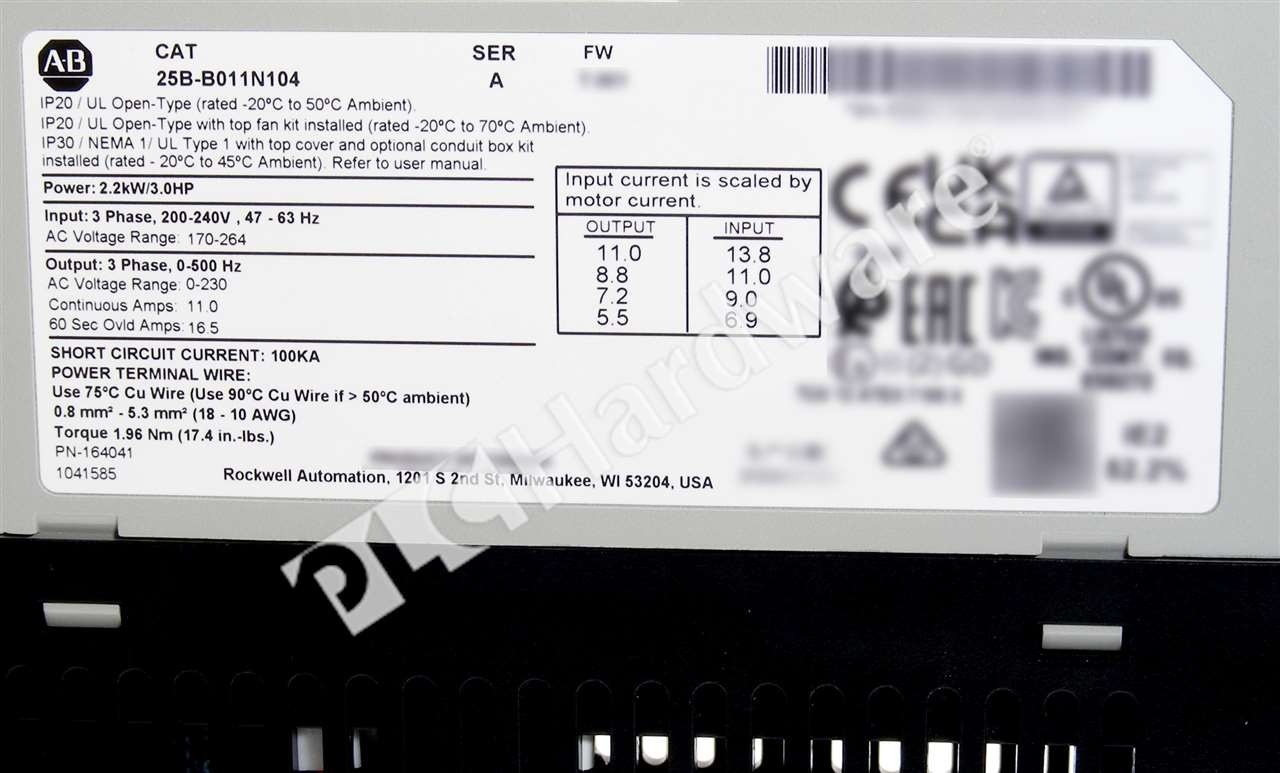 A-B
CAT SER FW
25B-B011N104 A
IP20 / UL Open-Type (rated -20°C to 50°C Ambient).
IP20 / UL Open-Type with top fan kit installed (rated -20°C to 70°C Ambient).
IP30 / NEMA 1/ UL Type 1 with top cover and optional conduit box kit
installed (rated - 20°C to 45°C Ambient). Refer to user manual.
Power: 2.2kW/3.0HP
Input: 3 Phase, 200-240V , 47 - 63 Hz
AC Voltage Range: 170-264
Output: 3 Phase, 0-500 Hz
AC Voltage Range: 0-230
Continuous Amps: 11.0
60 Sec Ovld Amps: 16.5
SHORT CIRCUIT CURRENT: 100KA
POWER TERMINAL WIRE:
Use 75°C Cu Wire (Use 90°C Cu Wire if > 50°C ambient)
0.8 mm² - 5.3 mm² (18 - 10 AWG)
Torque 1.96 Nm (17.4 in.-lbs.)
PN-164041
1041585
Rockwell Automation, 1201 S 2nd St, Milwaukee, WI 53204, USA
Input current is scaled by
motor current.
OUTPUT INPUT
11.0 13.8
8.8 11.0
7.2 9.0
5.5 6.9
CE UK
CA
EAC
UL
LISTED
IE2
PLCHardware®